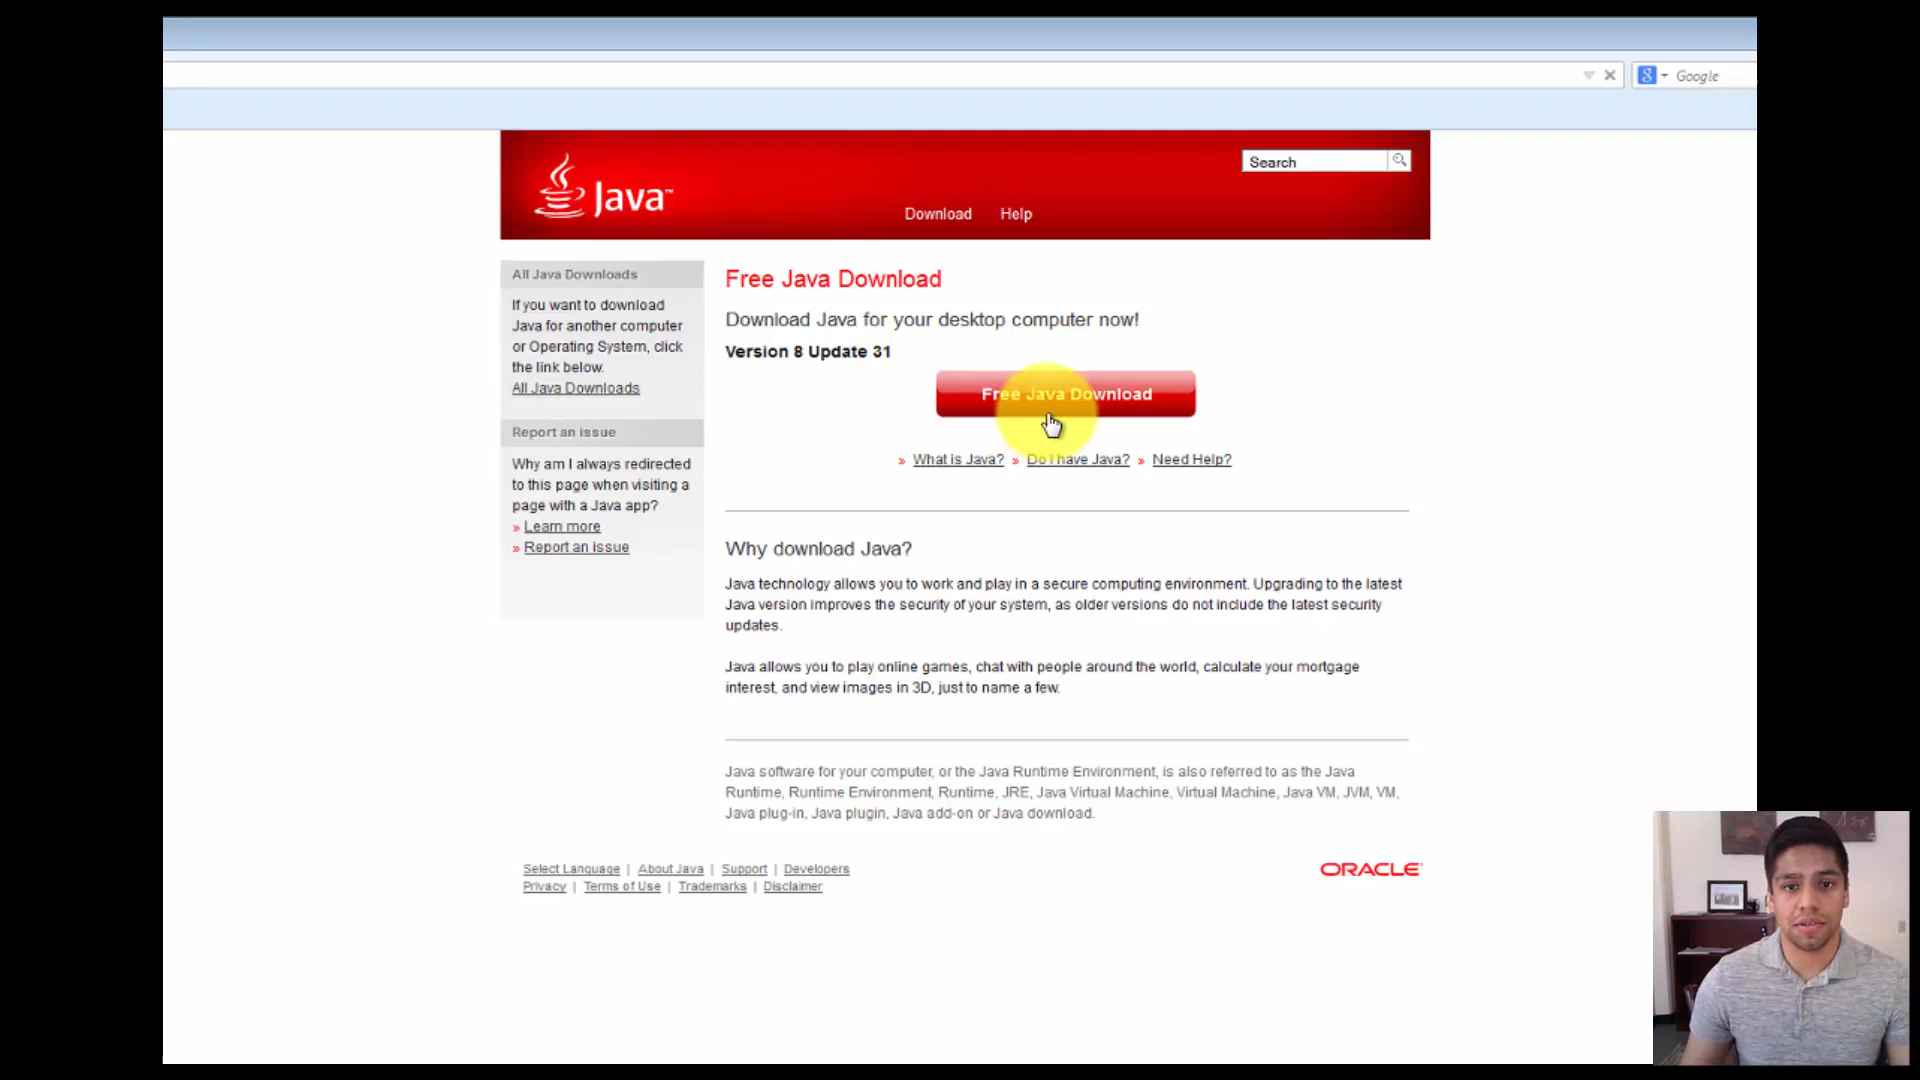 Google
Java™
Search
Download Help
All Java Downloads
If you want to download
Java for another computer
or Operating System, click
the link below.
All Java Downloads
Report an issue
Why am I always redirected
to this page when visiting a
page with a Java app?
» Learn more
» Report an issue
Free Java Download
Download Java for your desktop computer now!
Version 8 Update 31
Free Java Download
» What is Java? » Do I have Java? » Need Help?
Why download Java?
Java technology allows you to work and play in a secure computing environment. Upgrading to the latest
Java version improves the security of your system, as older versions do not include the latest security
updates.
Java allows you to play online games, chat with people around the world, calculate your mortgage
interest, and view images in 3D, just to name a few.
Java software for your computer, or the Java Runtime Environment, is also referred to as the Java
Runtime, Runtime Environment, Runtime, JRE, Java Virtual Machine, Virtual Machine, Java VM, JVM, VM,
Java plug-in, Java plugin, Java add-on or Java download.
Select Language | About Java | Support | Developers
Privacy | Terms of Use | Trademarks | Disclaimer
ORACLE